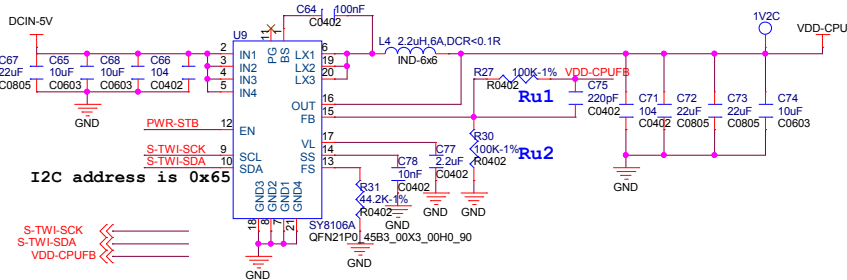 DCIN-5V
C64 100nF
C0402
1V2C
VDD-CPU
U9
11 1
PG BS
2 IN1
3 IN2
4 IN3
5 IN4
LX1 6
LX2 19
LX3 20
L4 2.2uH,6A,DCR<0.1R
IND-6x6
C67
22uF
C0805
C65
10uF
C0603
C68
10uF
C0603
C66
104
C0402
GND
R27 100K-1%
R0402
VDD-CPUFB
Ru1
C75
220pF
C0402
OUT 16
FB 15
C71
104
C0402
C72
22uF
C0805
C73
22uF
C0805
C74
10uF
C0603
GND
PWR-STB 12 EN
VL 17
SS 14
FS 13
R30
100K-1%
R0402
Ru2
GND
S-TWI-SCK 9 SCL
S-TWI-SDA 10 SDA
I2C address is 0x65
C77
2.2uF
C0402
GND
C78
10nF
C0402
GND
R31
44.2K-1%
R0402
GND
GND3
GND2
GND1
GND4
18 8 7 21
SY8106A
QFN21P0_45B3_00X3_00H0_90
GND
S-TWI-SCK
S-TWI-SDA
VDD-CPUFB